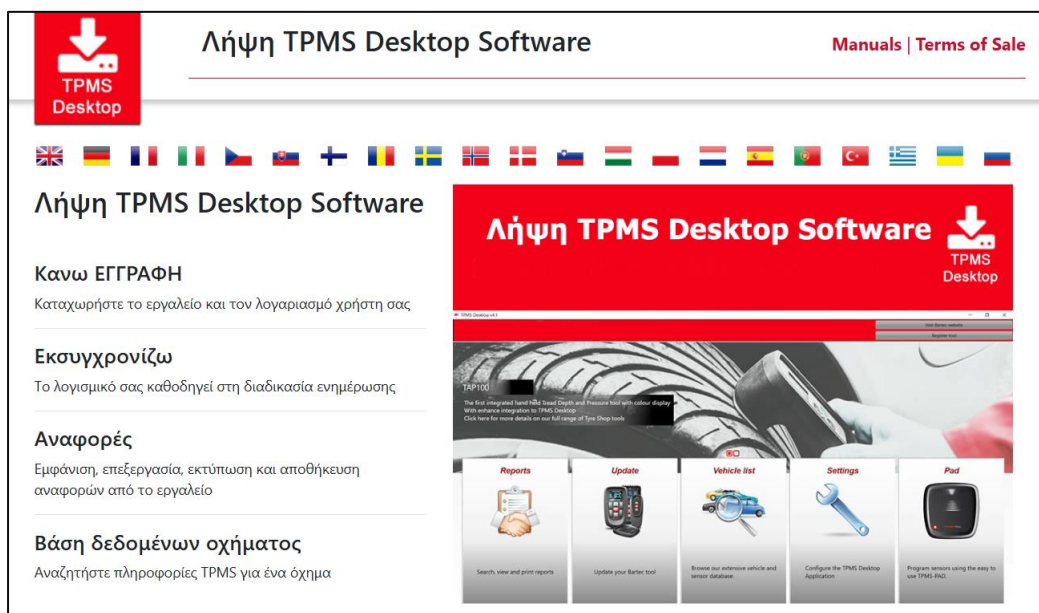 TPMS
Desktop
Λήψη TPMS Desktop Software
Manuals | Terms of Sale
Λήψη TPMS Desktop Software
Κανω ΕΓΓΡΑΦΗ
Καταχωρήστε το εργαλείο και τον λογαριασμό χρήστη σας
Εκσυγχρονίζω
Το λογισμικό σας καθοδηγεί στη διαδικασία ενημέρωσης
Αναφορές
Εμφάνιση, επεξεργασία, εκτύπωση και αποθήκευση
αναφορών από το εργαλείο
Βάση δεδομένων οχήματος
Αναζητήστε πληροφορίες TPMS για ένα όχημα
Λήψη TPMS Desktop Software
TPMS
Desktop
TPMS Desktop v4.1
Visit Bartec website
Register tool
TAP100
The first integrated hand held Tread Depth and Pressure tool with colour display
With enhance integration to TPMS Desktop
Click here for more details on our full range of Tyre Shop tools
Reports
Update
Vehicle list
Settings
Pad
Search, view and print reports
Update your Bartec tool
Browse our extensive vehicle and
sensor database
Configure the TPMS Desktop
Application
Program sensors using the easy to
use TPMS-PAD.